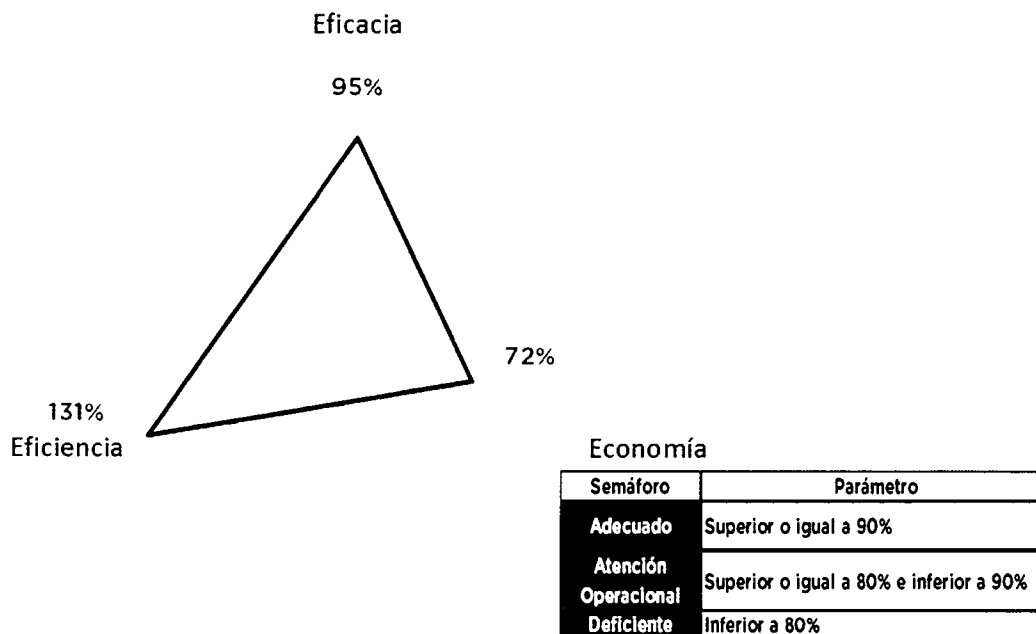 Eficacia
95%
72%
131%
Eficiencia
Economía
Semáforo Parámetro
Adecuado Superior o igual a 90%
Atención Operacional Superior o igual a 80% e inferior a 90%
Deficiente Inferior a 80%